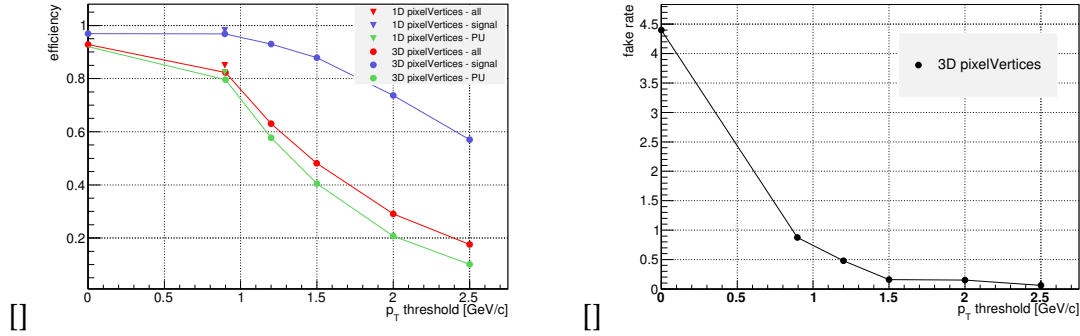 efficiency
1
0.8
0.6
0.4
0.2
0
0.5
1
1.5
2
2.5
p_T threshold [GeV/c]
1D pixelVertices - all
1D pixelVertices - signal
1D pixelVertices - PU
3D pixelVertices - all
3D pixelVertices - signal
3D pixelVertices - PU
[]
fake rate
4.5
4
3.5
3
2.5
2
1.5
1
0.5
0
0
0.5
1
1.5
2
2.5
p_T threshold [GeV/c]
3D pixelVertices
[]